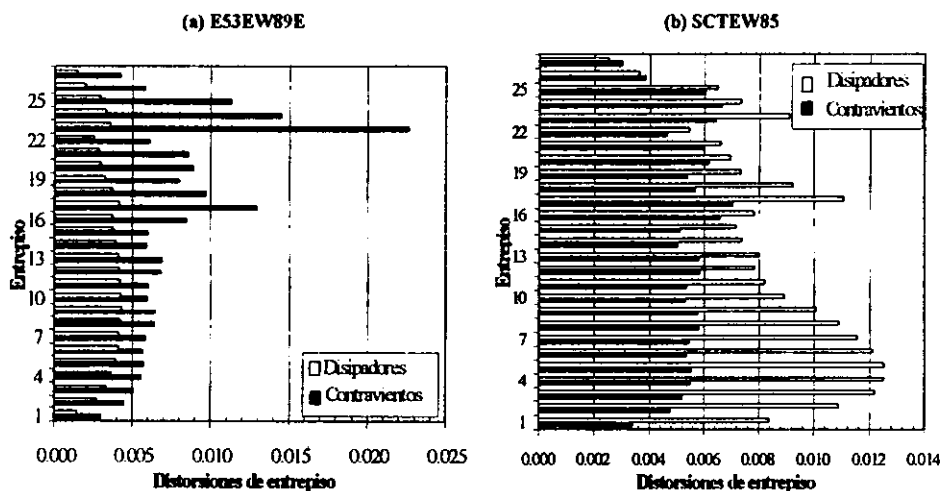 (a) E53EW89E
Entrepiso
25
22
19
16
13
10
7
4
1
Disipadores
Contravientos
0.000 0.005 0.010 0.015 0.020 0.025
Distorsiones de entrepiso
(b) SCTEW85
Entrepiso
25
22
19
16
13
10
7
4
1
Disipadores
Contravientos
0.000 0.002 0.004 0.006 0.008 0.010 0.012 0.014
Distorsiones de entrepiso